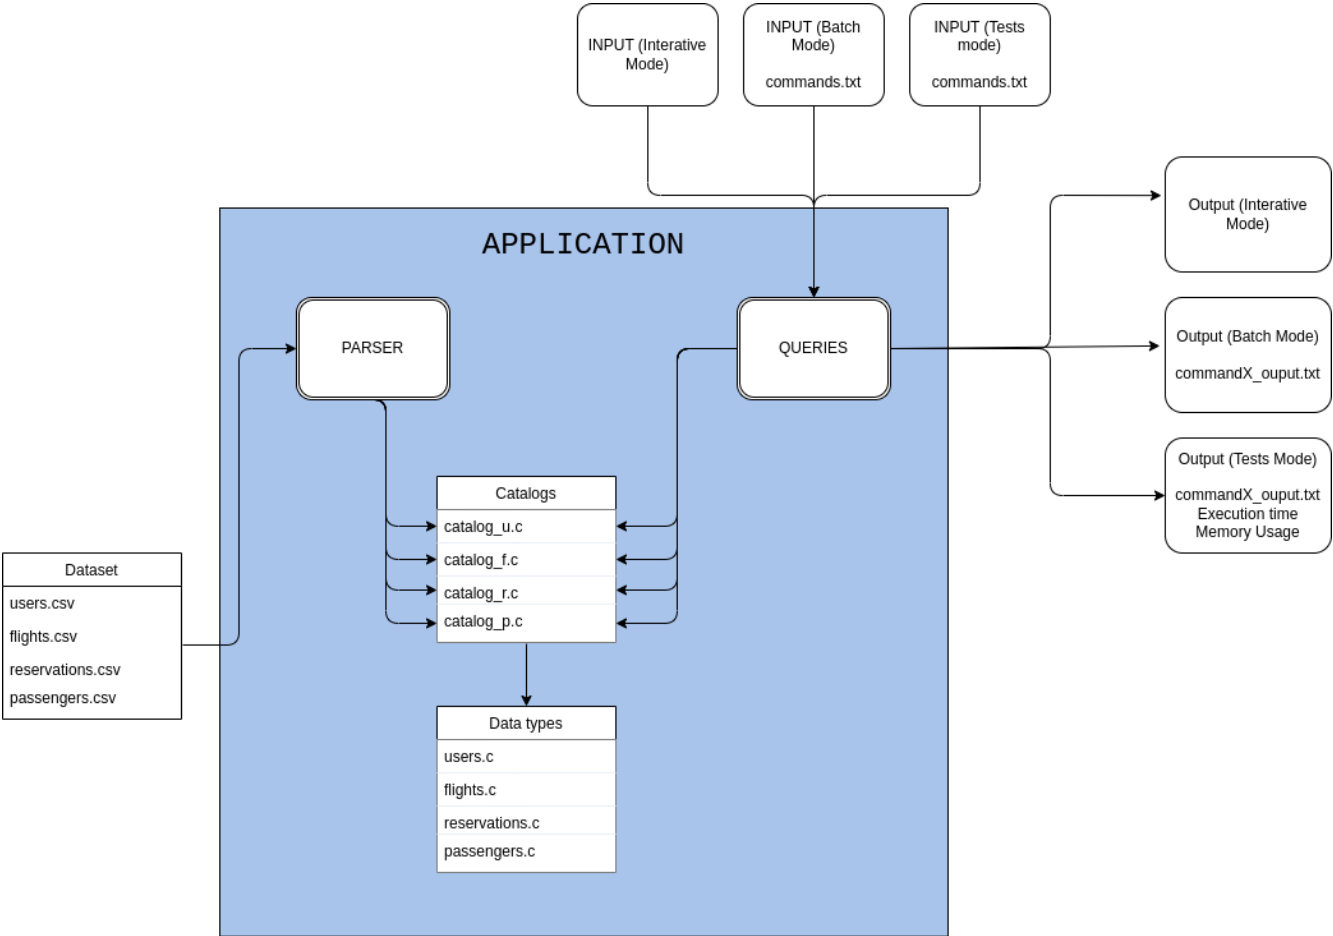 INPUT (Interative
Mode)
INPUT (Batch
Mode)
commands.txt
INPUT (Tests
mode)
commands.txt
Output (Interative
Mode)
APPLICATION
PARSER
QUERIES
Output (Batch Mode)
commandX_ouput.txt
Output (Tests Mode)
commandX_ouput.txt
Execution time
Memory Usage
Catalogs
catalog_u.c
catalog_f.c
catalog_r.c
catalog_p.c
Dataset
users.csv
flights.csv
reservations.csv
passengers.csv
Data types
users.c
flights.c
reservations.c
passengers.c